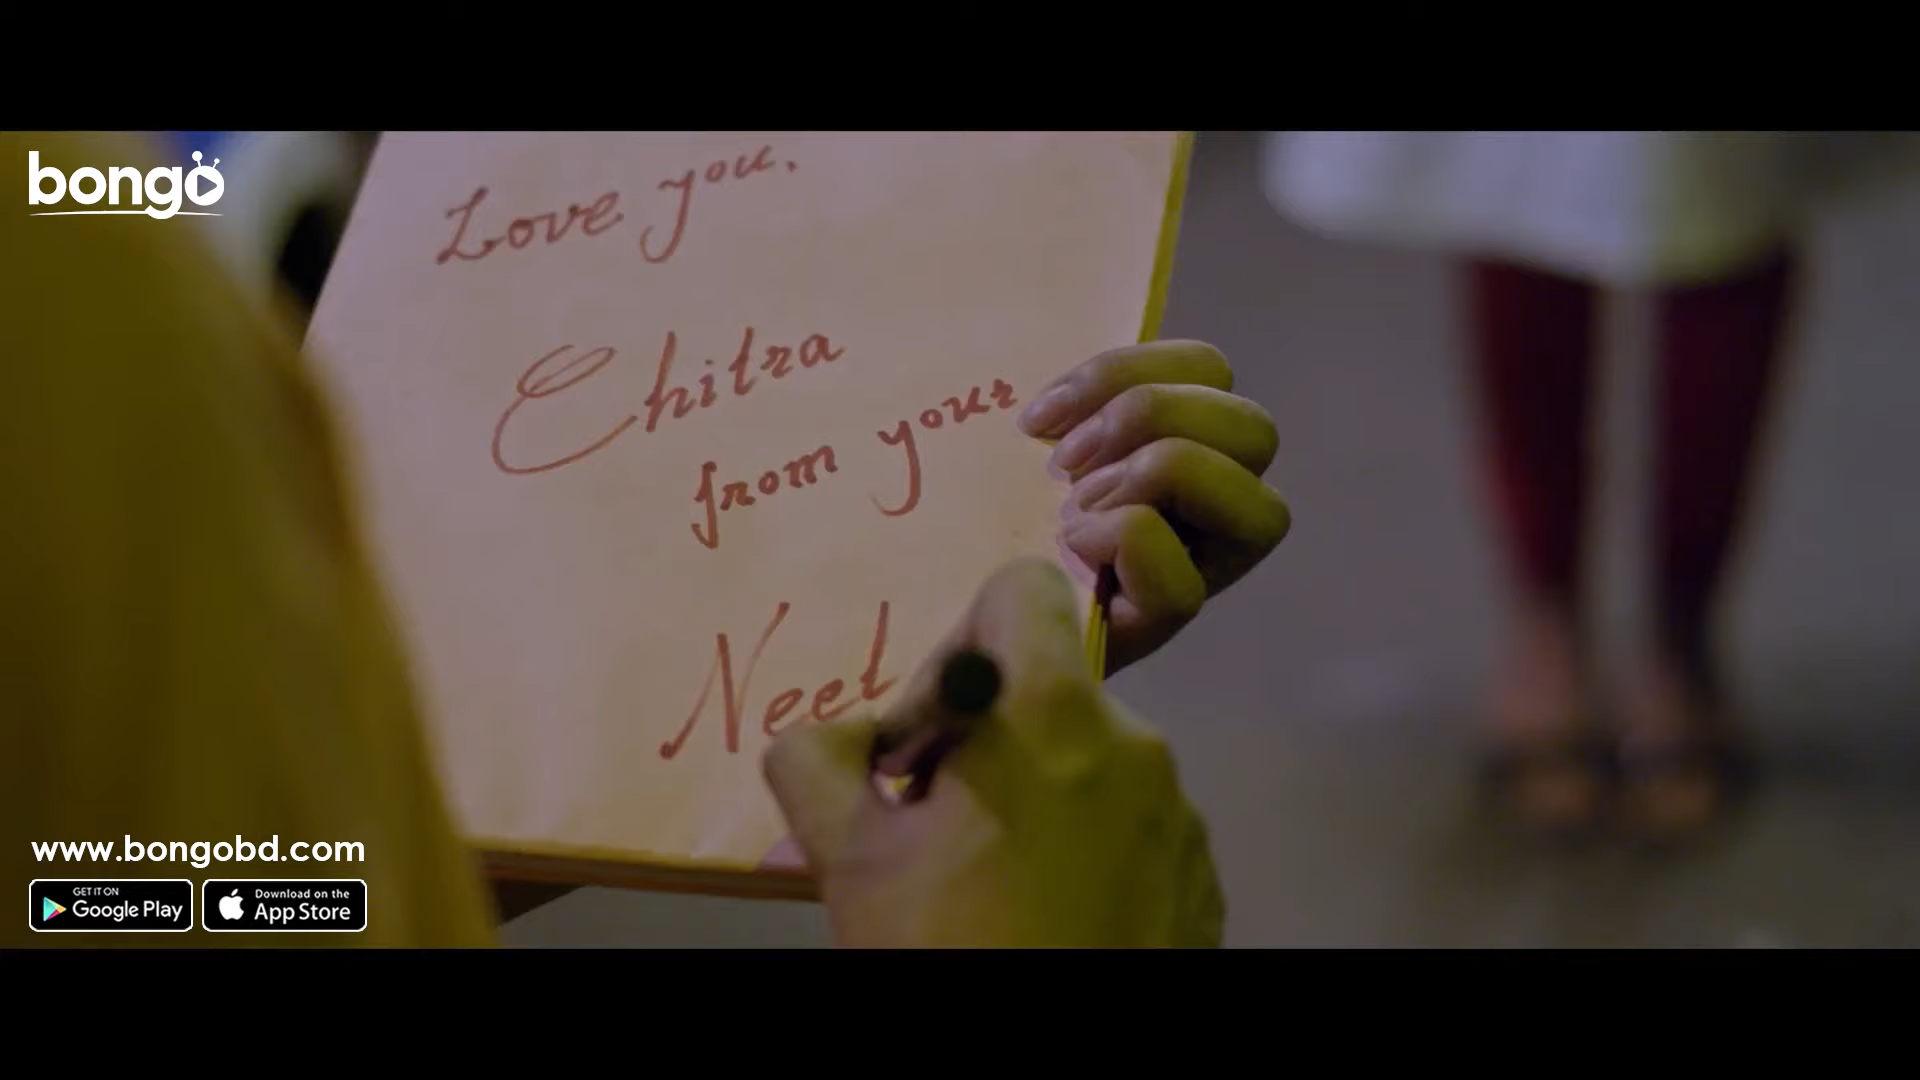 bongo
Love you.
Chitra
from your
Neel
www.bongobd.com
GET IT ON
Google Play
Download on the
App Store